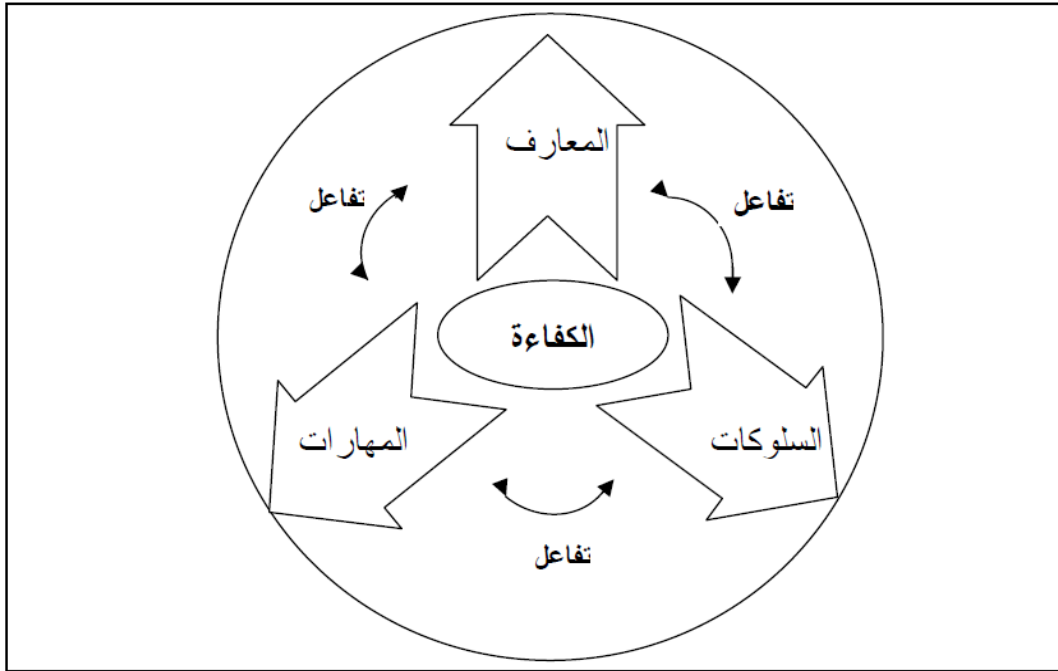 المعارف
تفاعل
تفاعل
الكفاءة
السلوكات
المهارات
تفاعل